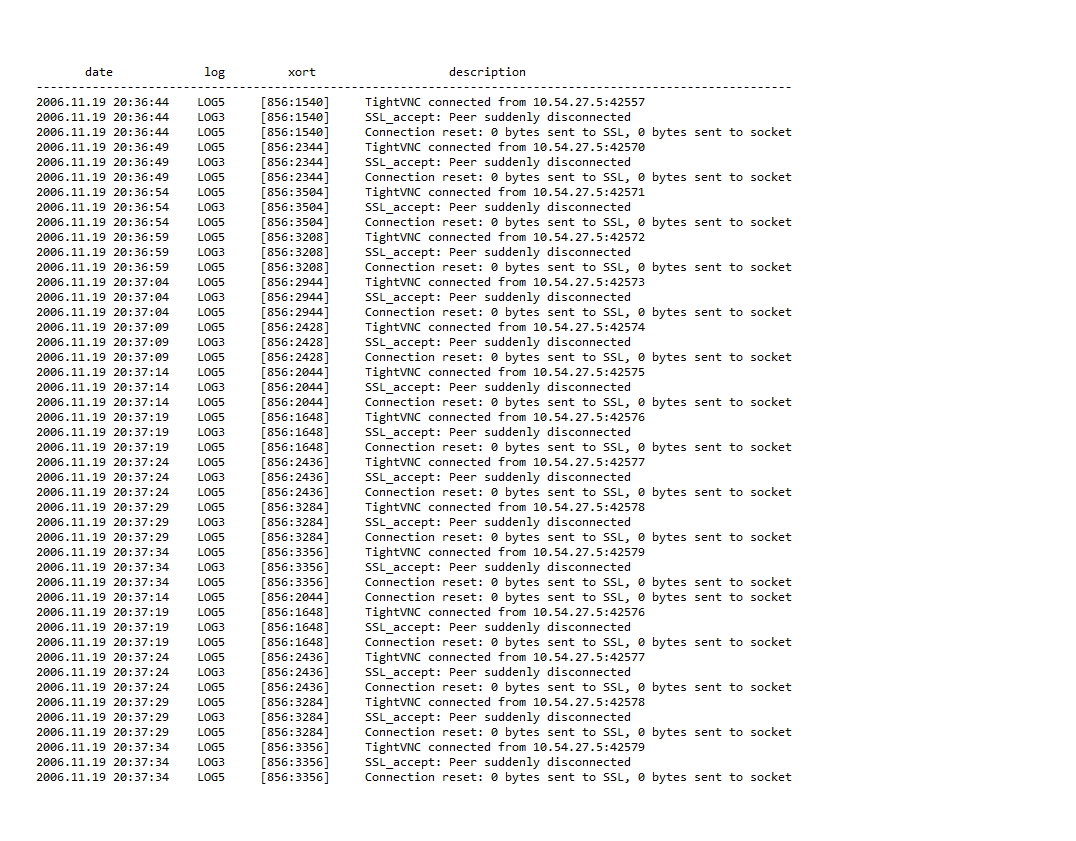 date log xort description
--------------------------------------------------------------------------------------------------------------
2006.11.19 20:36:44 LOG5 [856:1540] TightVNC connected from 10.54.27.5:42557
2006.11.19 20:36:44 LOG3 [856:1540] SSL_accept: Peer suddenly disconnected
2006.11.19 20:36:44 LOG5 [856:1540] Connection reset: 0 bytes sent to SSL, 0 bytes sent to socket
2006.11.19 20:36:49 LOG5 [856:2344] TightVNC connected from 10.54.27.5:42570
2006.11.19 20:36:49 LOG3 [856:2344] SSL_accept: Peer suddenly disconnected
2006.11.19 20:36:49 LOG5 [856:2344] Connection reset: 0 bytes sent to SSL, 0 bytes sent to socket
2006.11.19 20:36:54 LOG5 [856:3504] TightVNC connected from 10.54.27.5:42571
2006.11.19 20:36:54 LOG3 [856:3504] SSL_accept: Peer suddenly disconnected
2006.11.19 20:36:54 LOG5 [856:3504] Connection reset: 0 bytes sent to SSL, 0 bytes sent to socket
2006.11.19 20:36:59 LOG5 [856:3208] TightVNC connected from 10.54.27.5:42572
2006.11.19 20:36:59 LOG3 [856:3208] SSL_accept: Peer suddenly disconnected
2006.11.19 20:36:59 LOG5 [856:3208] Connection reset: 0 bytes sent to SSL, 0 bytes sent to socket
2006.11.19 20:37:04 LOG5 [856:2944] TightVNC connected from 10.54.27.5:42573
2006.11.19 20:37:04 LOG3 [856:2944] SSL_accept: Peer suddenly disconnected
2006.11.19 20:37:04 LOG5 [856:2944] Connection reset: 0 bytes sent to SSL, 0 bytes sent to socket
2006.11.19 20:37:09 LOG5 [856:2428] TightVNC connected from 10.54.27.5:42574
2006.11.19 20:37:09 LOG3 [856:2428] SSL_accept: Peer suddenly disconnected
2006.11.19 20:37:09 LOG5 [856:2428] Connection reset: 0 bytes sent to SSL, 0 bytes sent to socket
2006.11.19 20:37:14 LOG5 [856:2044] TightVNC connected from 10.54.27.5:42575
2006.11.19 20:37:14 LOG3 [856:2044] SSL_accept: Peer suddenly disconnected
2006.11.19 20:37:14 LOG5 [856:2044] Connection reset: 0 bytes sent to SSL, 0 bytes sent to socket
2006.11.19 20:37:19 LOG5 [856:1648] TightVNC connected from 10.54.27.5:42576
2006.11.19 20:37:19 LOG3 [856:1648] SSL_accept: Peer suddenly disconnected
2006.11.19 20:37:19 LOG5 [856:1648] Connection reset: 0 bytes sent to SSL, 0 bytes sent to socket
2006.11.19 20:37:24 LOG5 [856:2436] TightVNC connected from 10.54.27.5:42577
2006.11.19 20:37:24 LOG3 [856:2436] SSL_accept: Peer suddenly disconnected
2006.11.19 20:37:24 LOG5 [856:2436] Connection reset: 0 bytes sent to SSL, 0 bytes sent to socket
2006.11.19 20:37:29 LOG5 [856:3284] TightVNC connected from 10.54.27.5:42578
2006.11.19 20:37:29 LOG3 [856:3284] SSL_accept: Peer suddenly disconnected
2006.11.19 20:37:29 LOG5 [856:3284] Connection reset: 0 bytes sent to SSL, 0 bytes sent to socket
2006.11.19 20:37:34 LOG5 [856:3356] TightVNC connected from 10.54.27.5:42579
2006.11.19 20:37:34 LOG3 [856:3356] SSL_accept: Peer suddenly disconnected
2006.11.19 20:37:34 LOG5 [856:3356] Connection reset: 0 bytes sent to SSL, 0 bytes sent to socket
2006.11.19 20:37:14 LOG5 [856:2044] Connection reset: 0 bytes sent to SSL, 0 bytes sent to socket
2006.11.19 20:37:19 LOG5 [856:1648] TightVNC connected from 10.54.27.5:42576
2006.11.19 20:37:19 LOG3 [856:1648] SSL_accept: Peer suddenly disconnected
2006.11.19 20:37:19 LOG5 [856:1648] Connection reset: 0 bytes sent to SSL, 0 bytes sent to socket
2006.11.19 20:37:24 LOG5 [856:2436] TightVNC connected from 10.54.27.5:42577
2006.11.19 20:37:24 LOG3 [856:2436] SSL_accept: Peer suddenly disconnected
2006.11.19 20:37:24 LOG5 [856:2436] Connection reset: 0 bytes sent to SSL, 0 bytes sent to socket
2006.11.19 20:37:29 LOG5 [856:3284] TightVNC connected from 10.54.27.5:42578
2006.11.19 20:37:29 LOG3 [856:3284] SSL_accept: Peer suddenly disconnected
2006.11.19 20:37:29 LOG5 [856:3284] Connection reset: 0 bytes sent to SSL, 0 bytes sent to socket
2006.11.19 20:37:34 LOG5 [856:3356] TightVNC connected from 10.54.27.5:42579
2006.11.19 20:37:34 LOG3 [856:3356] SSL_accept: Peer suddenly disconnected
2006.11.19 20:37:34 LOG5 [856:3356] Connection reset: 0 bytes sent to SSL, 0 bytes sent to socket